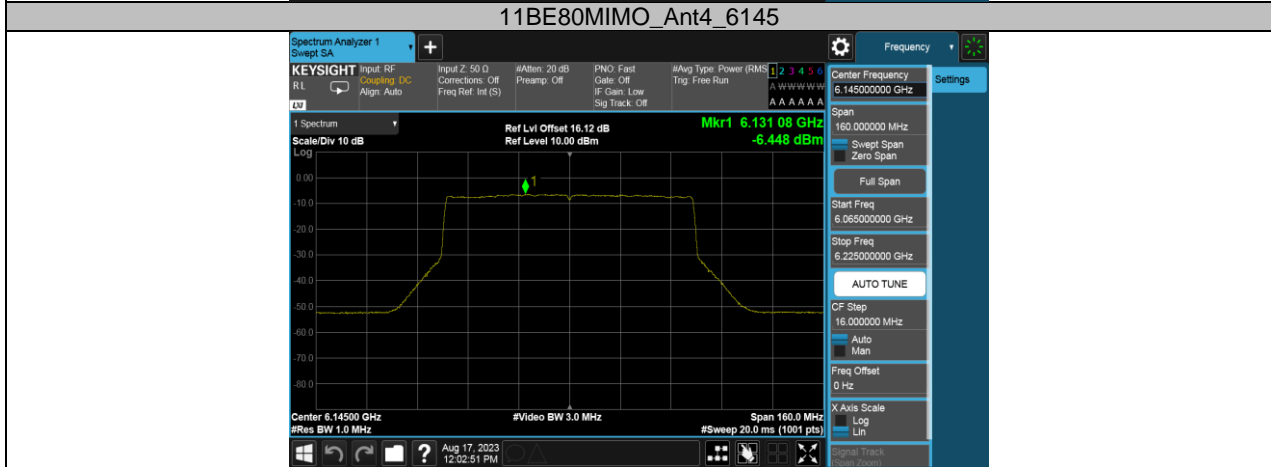 11BE80MIMO_Ant4_6145
Spectrum Analyzer 1
Swept SA
+
Frequency
KEYSIGHT
RL
LXI
Input: RF
Coupling: DC
Align: Auto
Input Z: 50 Ω
Corrections: Off
Freq Ref: Int (S)
#Atten: 20 dB
Preamp: Off
PNO: Fast
Gate: Off
IF Gain: Low
Sig Track: Off
#Avg Type: Power (RMS
Trig: Free Run
1 2 3 4 5 6
A W W W W W
A A A A A A
1 Spectrum
Scale/Div 10 dB
Log
Ref Lvl Offset 16.12 dB
Ref Level 10.00 dBm
Mkr1 6.131 08 GHz
-6.448 dBm
1
0.00
-10.0
-20.0
-30.0
-40.0
-50.0
-60.0
-70.0
-80.0
Center 6.14500 GHz
#Res BW 1.0 MHz
#Video BW 3.0 MHz
Span 160.0 MHz
#Sweep 20.0 ms (1001 pts)
?
Aug 17, 2023
12:02:51 PM
Center Frequency
6.145000000 GHz
Settings
Span
160.000000 MHz
Swept Span
Zero Span
Full Span
Start Freq
6.065000000 GHz
Stop Freq
6.225000000 GHz
AUTO TUNE
CF Step
16.000000 MHz
Auto
Man
Freq Offset
0 Hz
X Axis Scale
Log
Lin
Signal Track
(Span Zoom)